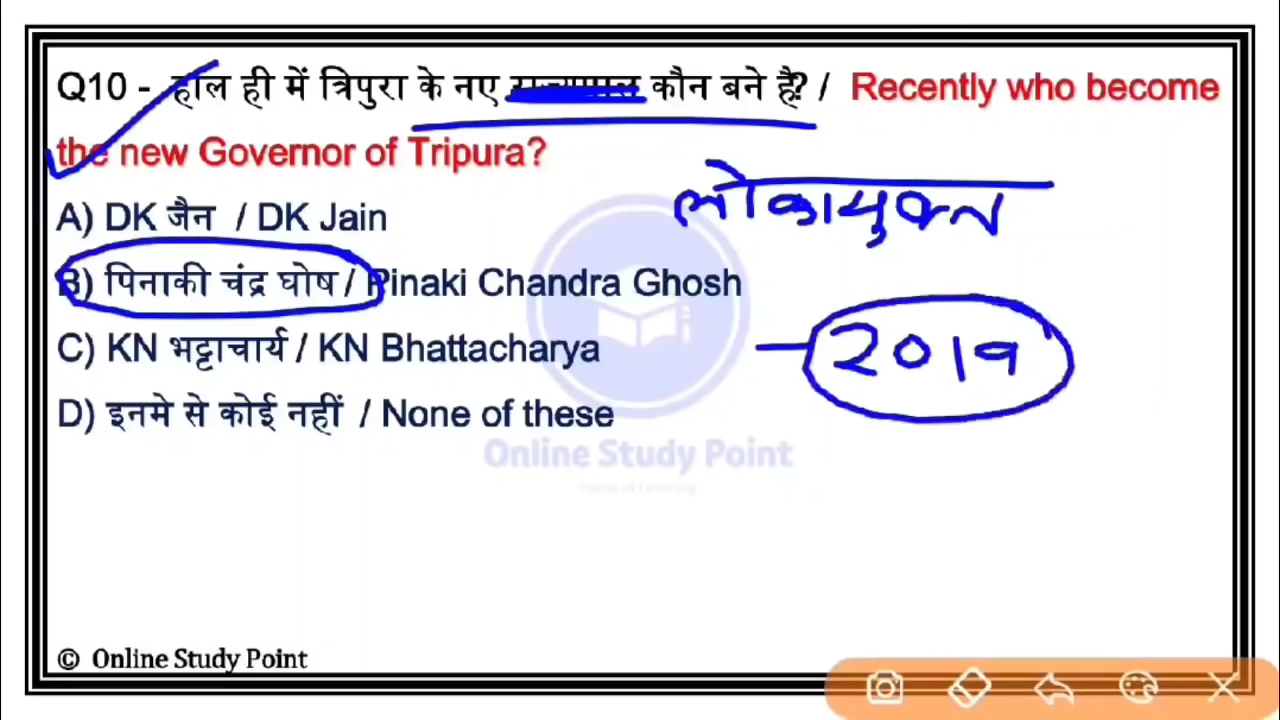 Q10 - हाल ही में त्रिपुरा के नए राज्यपाल कौन बने है? / Recently who become
the new Governor of Tripura?
A) DK जैन / DK Jain
लोकायुक्त
B) पिनाकी चंद्र घोष / Pinaki Chandra Ghosh
C) KN भट्टाचार्य / KN Bhattacharya
- 2019
D) इनमे से कोई नहीं / None of these
Online Study Point
© Online Study Point